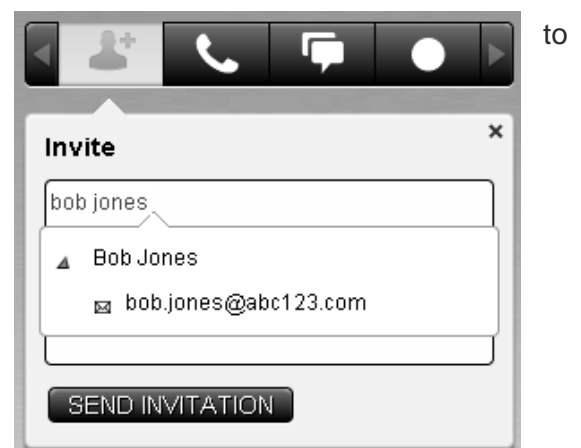 to
Invite
bob jones
Bob Jones
bob.jones@abc123.com
SEND INVITATION